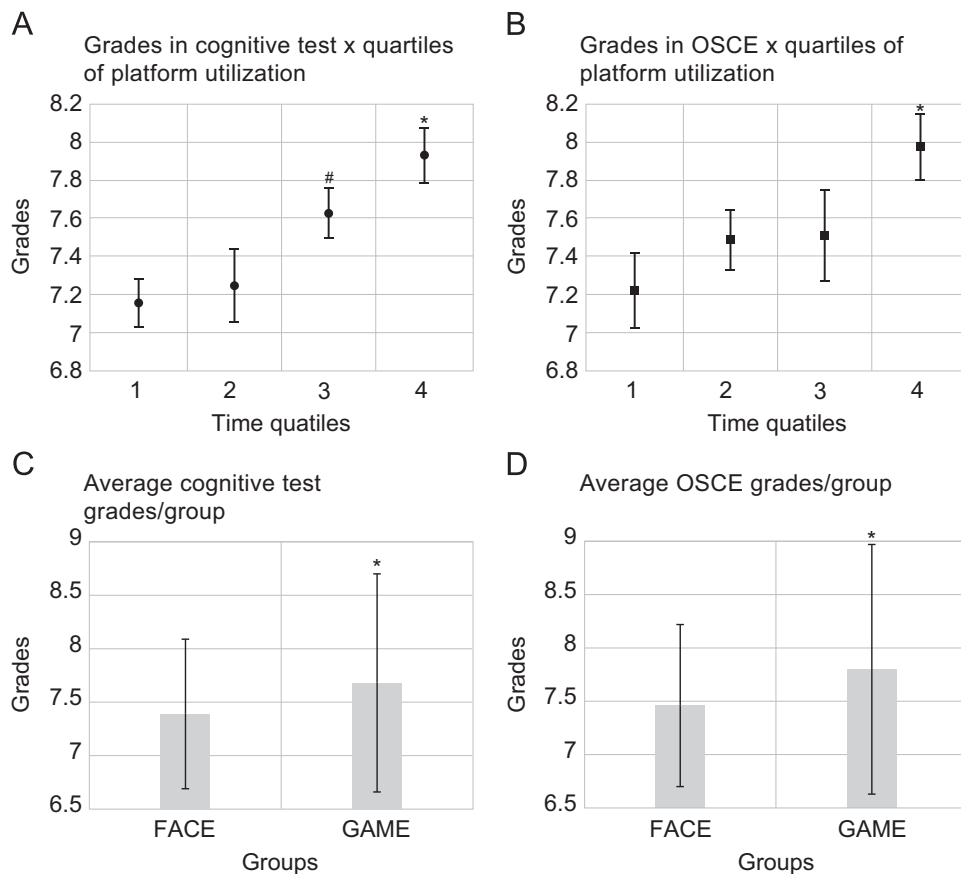 A
Grades in cognitive test x quartiles
of platform utilization
8.2
8
7.8
7.6
7.4
7.2
7
6.8
Grades
#
*
1 2 3 4
Time quatiles
B
Grades in OSCE x quartiles of
platform utilization
8.2
8
7.8
7.6
7.4
7.2
7
6.8
Grades
*
1 2 3 4
Time quatiles
C
Average cognitive test
grades/group
9
8.5
8
7.5
7
6.5
Grades
*
FACE GAME
Groups
D
Average OSCE grades/group
9
8.5
8
7.5
7
6.5
Grades
*
FACE GAME
Groups